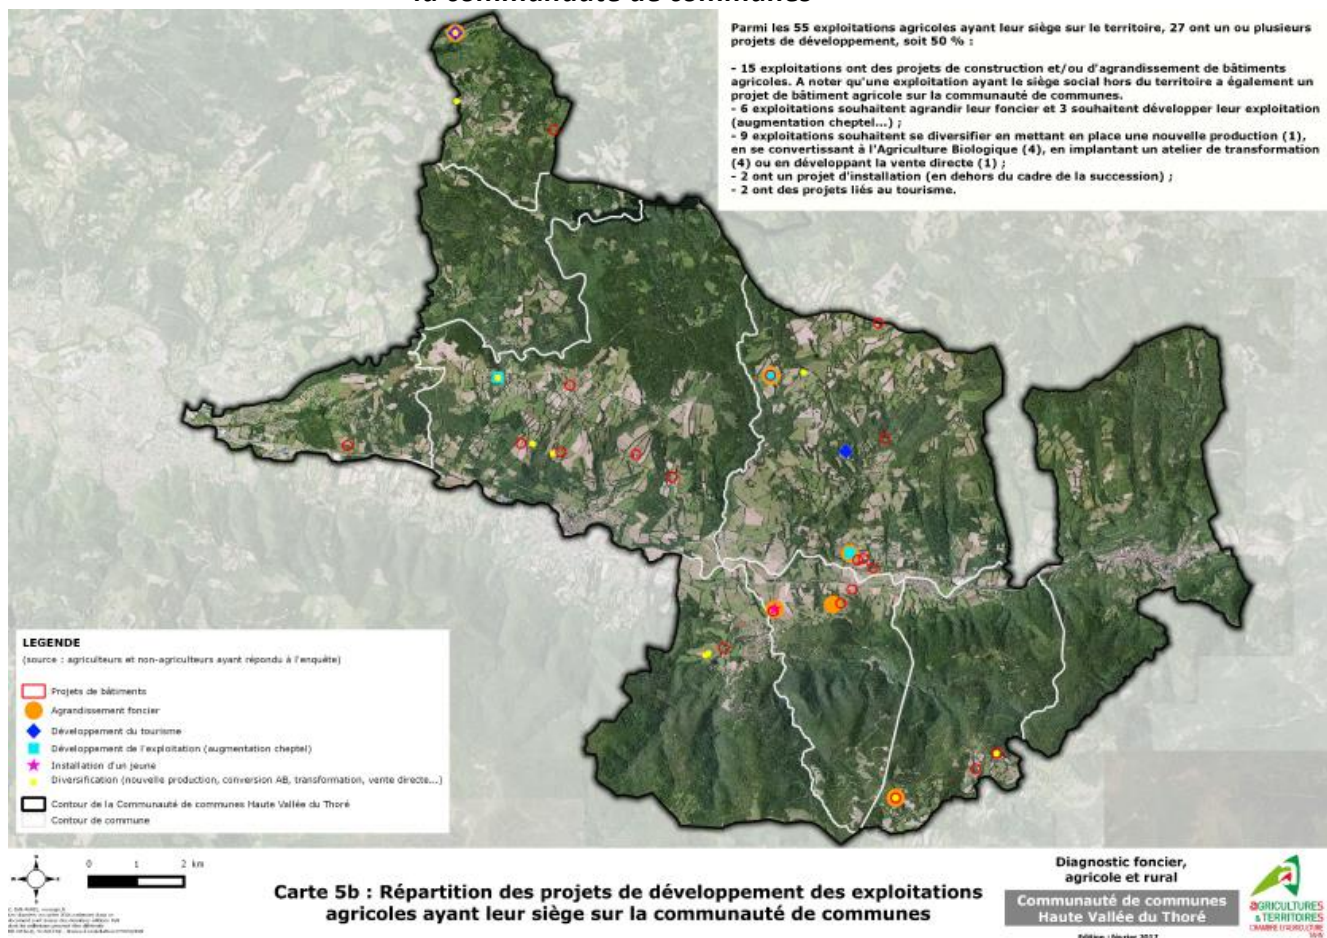 la communauté de communes
Parmi les 55 exploitations agricoles ayant leur siège sur le territoire, 27 ont un ou plusieurs
projets de développement, soit 50 % :
- 15 exploitations ont des projets de construction et/ou d'agrandissement de bâtiments
agricoles. A noter qu'une exploitation ayant le siège social hors du territoire a également un
projet de bâtiment agricole sur la communauté de communes.
- 6 exploitations souhaitent agrandir leur foncier et 3 souhaitent développer leur exploitation
(augmentation cheptel...) ;
- 9 exploitations souhaitent se diversifier en mettant en place une nouvelle production (1),
en se convertissant à l'Agriculture Biologique (4), en implantant un atelier de transformation
(4) ou en développant la vente directe (1) ;
- 2 ont un projet d'installation (en dehors du cadre de la succession) ;
- 2 ont des projets liés au tourisme.
LEGENDE
(source : agriculteurs et non-agriculteurs ayant répondu à l'enquête)
Projets de bâtiments
Agrandissement foncier
Développement du tourisme
Développement de l'exploitation (augmentation cheptel)
Installation d'un jeune
Diversification (nouvelle production, conversion AB, transformation, vente directe...)
Contour de la Communauté de communes Haute Vallée du Thoré
Contour de commune
0 1 2 km
Carte 5b : Répartition des projets de développement des exploitations
agricoles ayant leur siège sur la communauté de communes
Diagnostic foncier,
agricole et rural
Communauté de communes
Haute Vallée du Thoré
AGRICULTURES
& TERRITOIRES
CHAMBRE D'AGRICULTURE